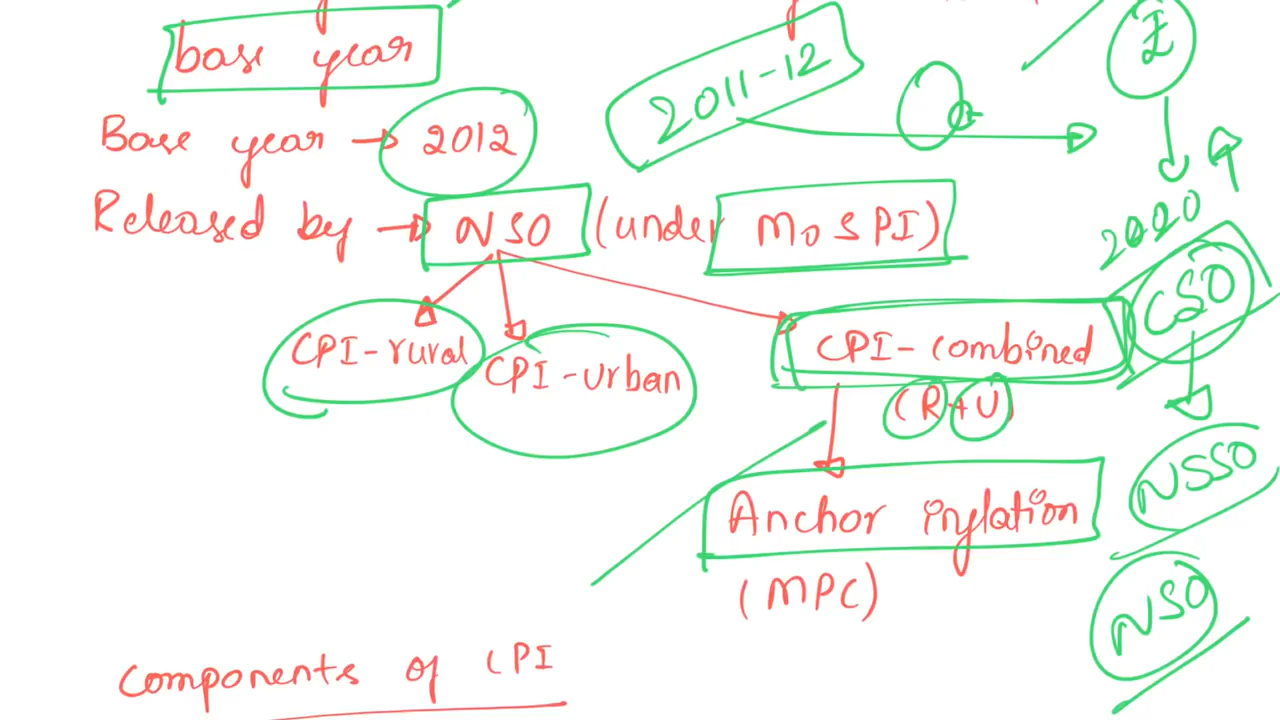 base year
2011-12
Base year → 2012
Released by → NSO (under MoSPI)
2020
CSO
CPI-rural
CPI-urban
CPI-combined
(R+U)
NSSO
Anchor inflation
(MPC)
NSO
Components of CPI